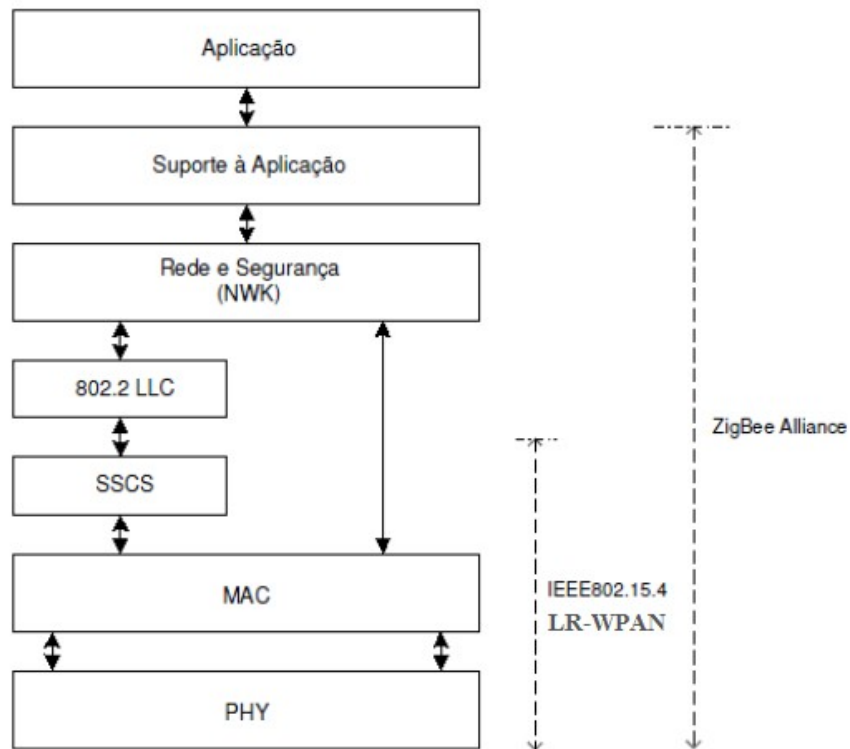 Aplicação
Suporte à Aplicação
Rede e Segurança
(NWK)
802.2 LLC
ZigBee Alliance
SSCS
MAC
IEEE802.15.4
LR-WPAN
PHY